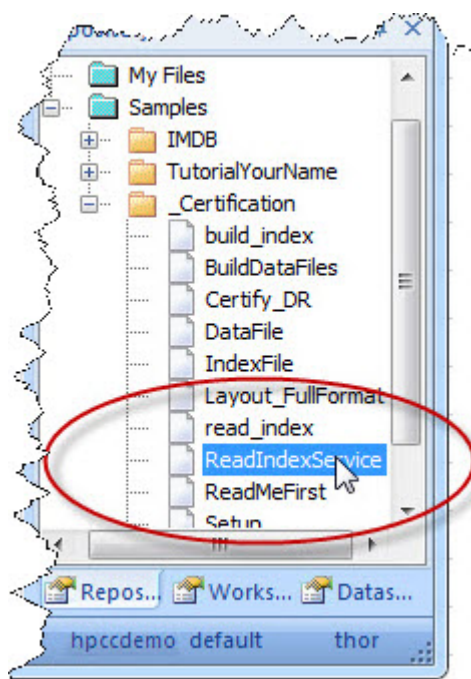 My Files
Samples
IMDB
TutorialYourName
_Certification
build_index
BuildDataFiles
Certify_DR
DataFile
IndexFile
Layout_FullFormat
read_index
ReadIndexService
ReadMeFirst
Setup
Repos... Works... Datas...
hpccdemo default thor